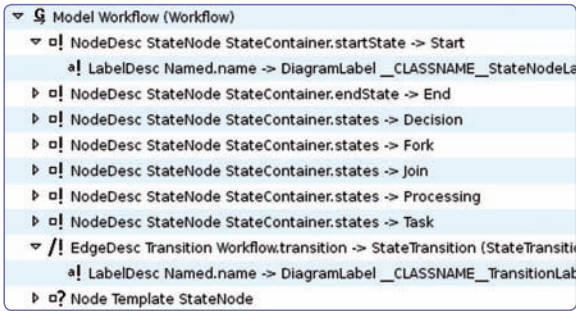 Model Workflow (Workflow)
NodeDesc StateNode StateContainer.startState -> Start
LabelDesc Named.name -> DiagramLabel __CLASSNAME__StateNodeLa
NodeDesc StateNode StateContainer.endState -> End
NodeDesc StateNode StateContainer.states -> Decision
NodeDesc StateNode StateContainer.states -> Fork
NodeDesc StateNode StateContainer.states -> Join
NodeDesc StateNode StateContainer.states -> Processing
NodeDesc StateNode StateContainer.states -> Task
EdgeDesc Transition Workflow.transition -> StateTransition (StateTransitio
LabelDesc Named.name -> DiagramLabel __CLASSNAME__TransitionLab
Node Template StateNode